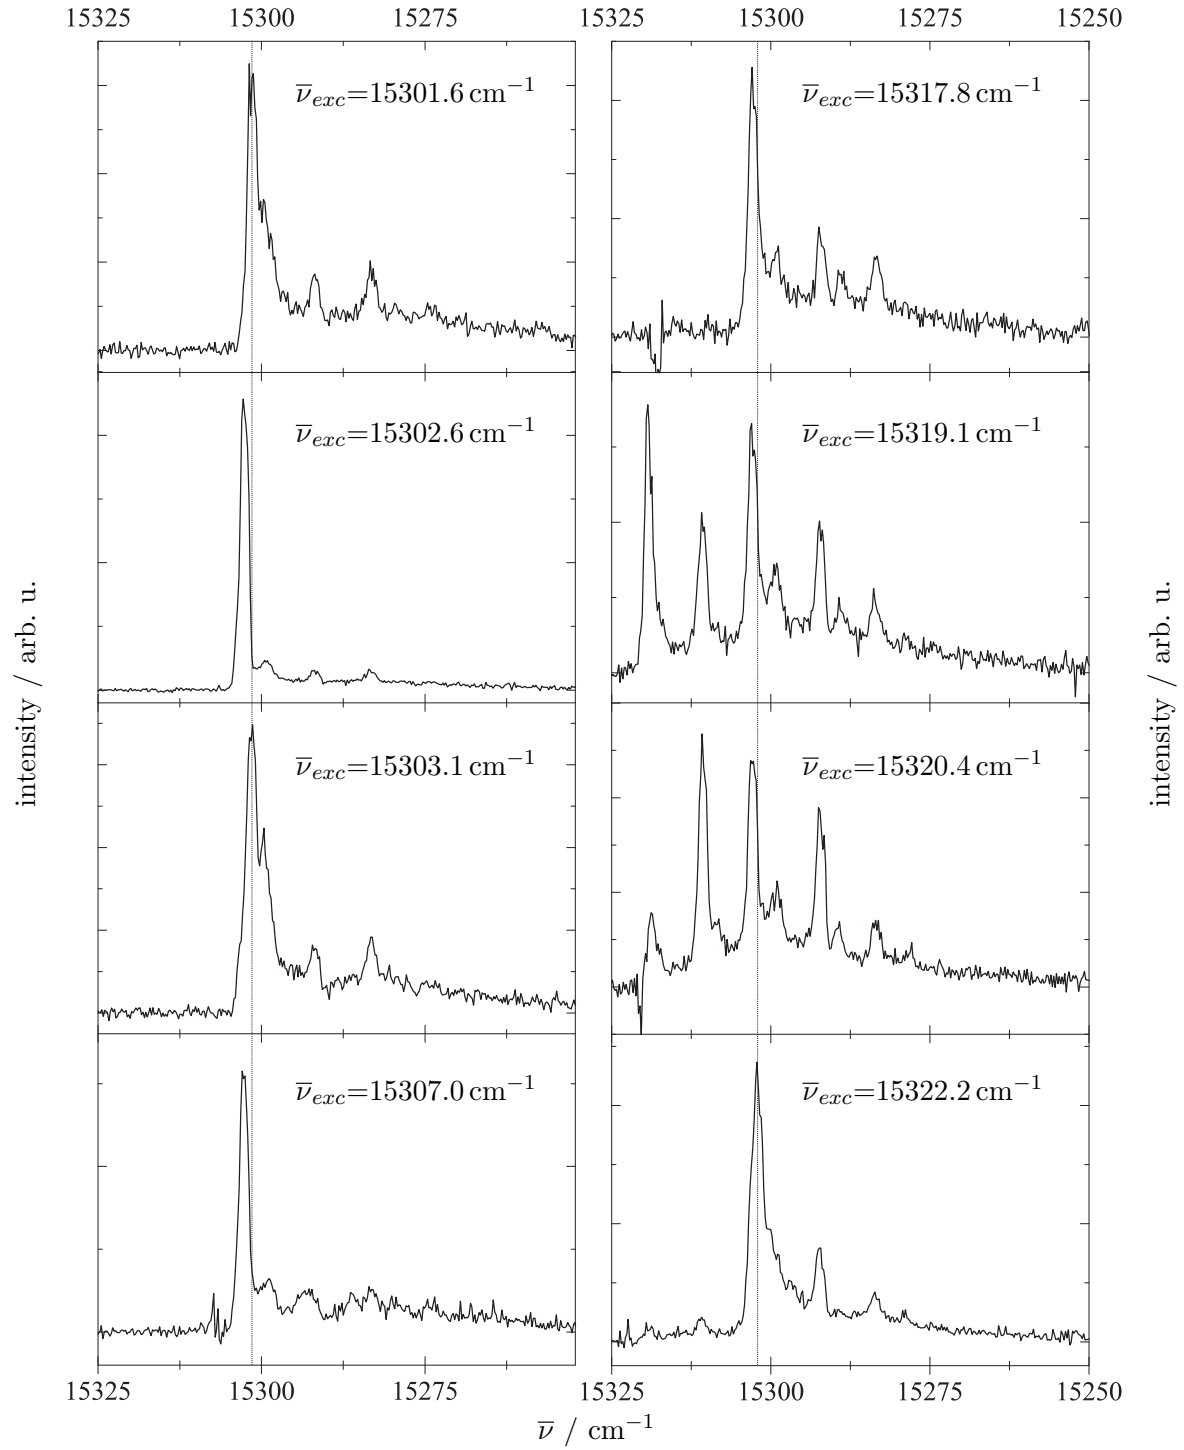 15325 15300 15275 15325 15300 15275 15250
ν̅exc=15301.6 cm⁻¹ ν̅exc=15317.8 cm⁻¹
ν̅exc=15302.6 cm⁻¹ ν̅exc=15319.1 cm⁻¹
intensity / arb. u. intensity / arb. u.
ν̅exc=15303.1 cm⁻¹ ν̅exc=15320.4 cm⁻¹
ν̅exc=15307.0 cm⁻¹ ν̅exc=15322.2 cm⁻¹
15325 15300 15275 15325 15300 15275 15250
ν̅ / cm⁻¹